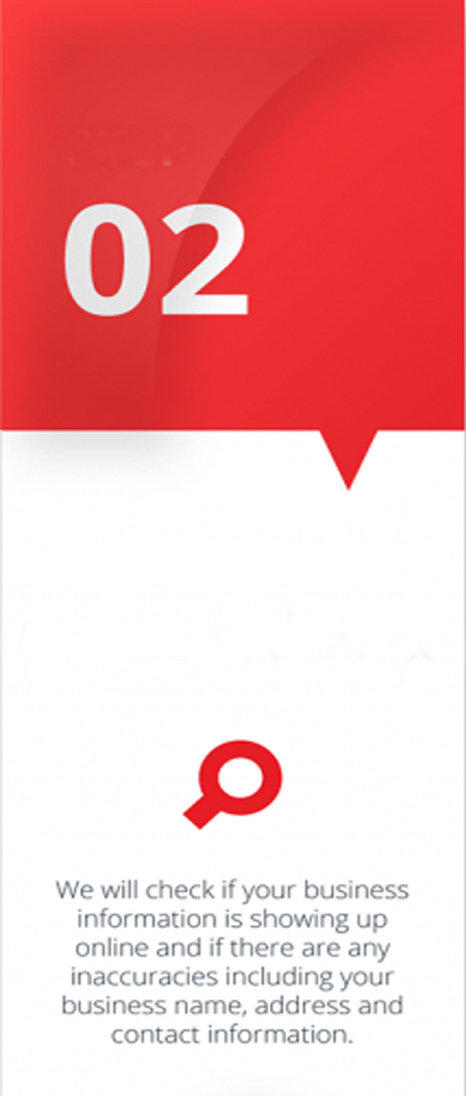 02
We will check if your business
information is showing up
online and if there are any
inaccuracies including your
business name, address and
contact information.